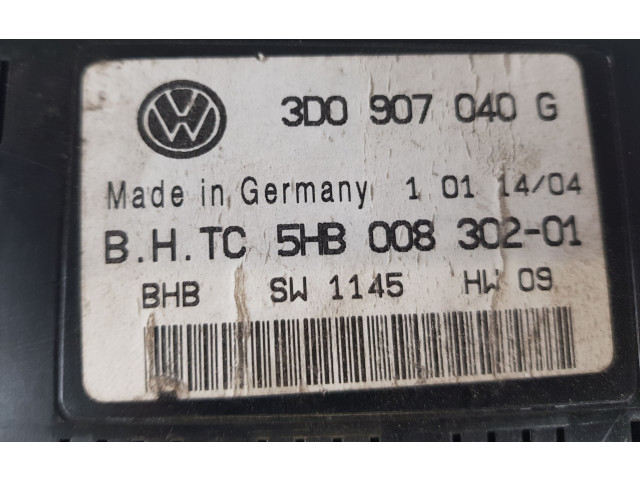 3D0 907 040 G
Made in Germany 1 01 14/04
B.H.TC 5HB 008 302-01
BHB SW 1145 HW 09